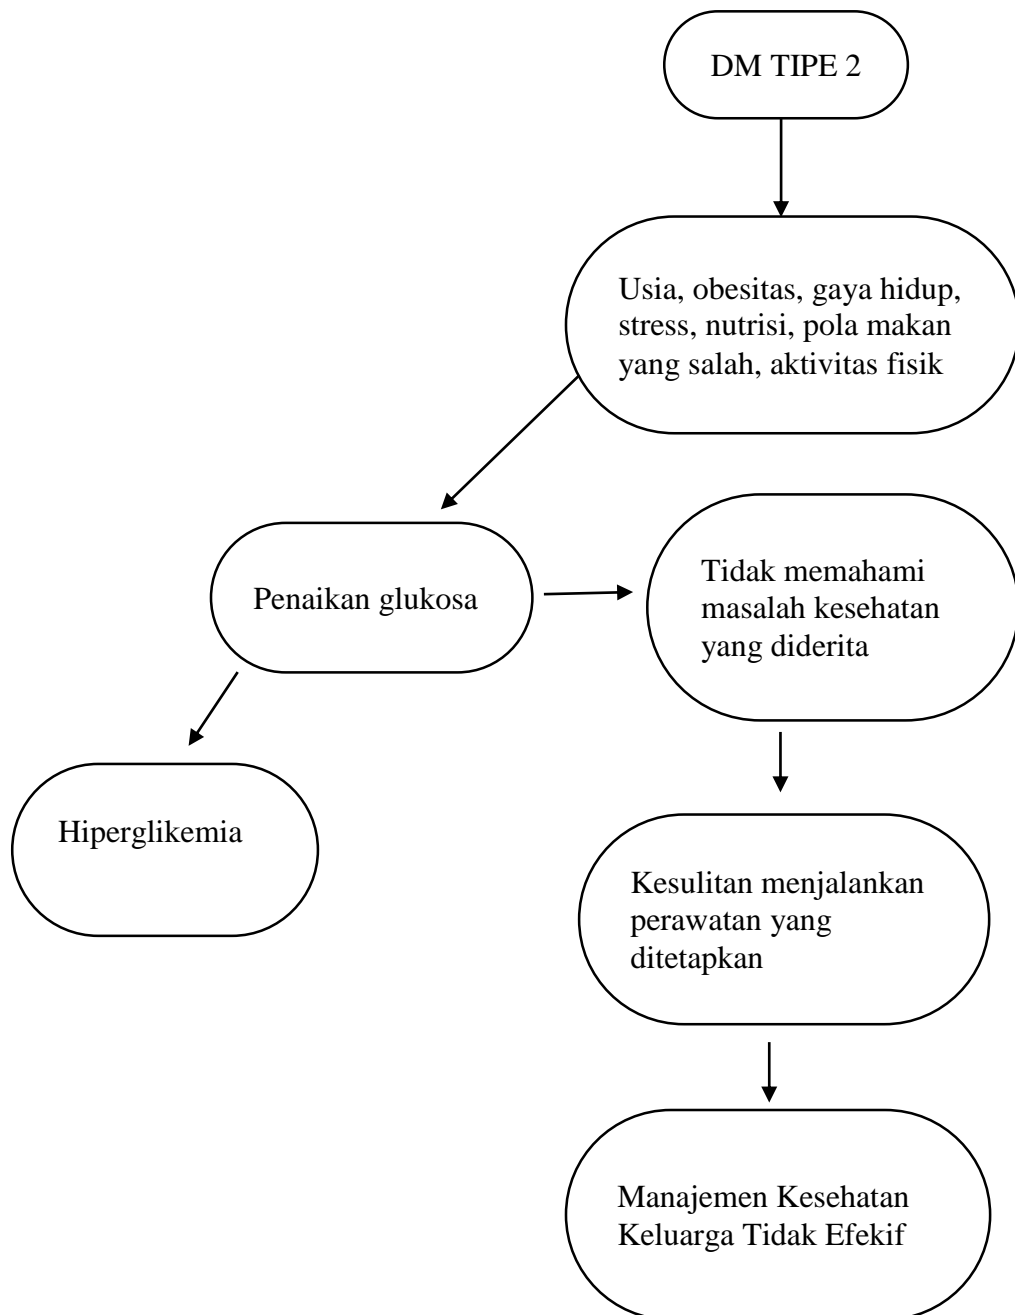 DM TIPE 2
Usia, obesitas, gaya hidup,
stress, nutrisi, pola makan
yang salah, aktivitas fisik
Penaikan glukosa
Tidak memahami
masalah kesehatan
yang diderita
Hiperglikemia
Kesulitan menjalankan
perawatan yang
ditetapkan
Manajemen Kesehatan
Keluarga Tidak Efekif